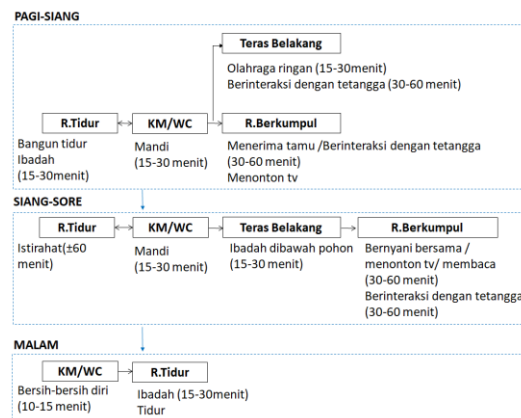 PAGI-SIANG
Teras Belakang
Olahraga ringan (15-30menit)
Berinteraksi dengan tetangga (30-60 menit)
R.Tidur
KM/WC
R.Berkumpul
Bangun tidur
Ibadah
(15-30menit)
Mandi
(15-30 menit)
Menerima tamu /Berinteraksi dengan tetangga
(30-60 menit)
Menonton tv
SIANG-SORE
R.Tidur
KM/WC
Teras Belakang
R.Berkumpul
Istirahat(±60
menit)
Mandi
(15-30 menit)
Ibadah dibawah pohon
(15-30 menit)
Bernyani bersama /
menonton tv/ membaca
(30-60 menit)
Berinteraksi dengan tetangga
(30-60 menit)
MALAM
KM/WC
R.Tidur
Bersih-bersih diri
(10-15 menit)
Ibadah (15-30menit)
Tidur